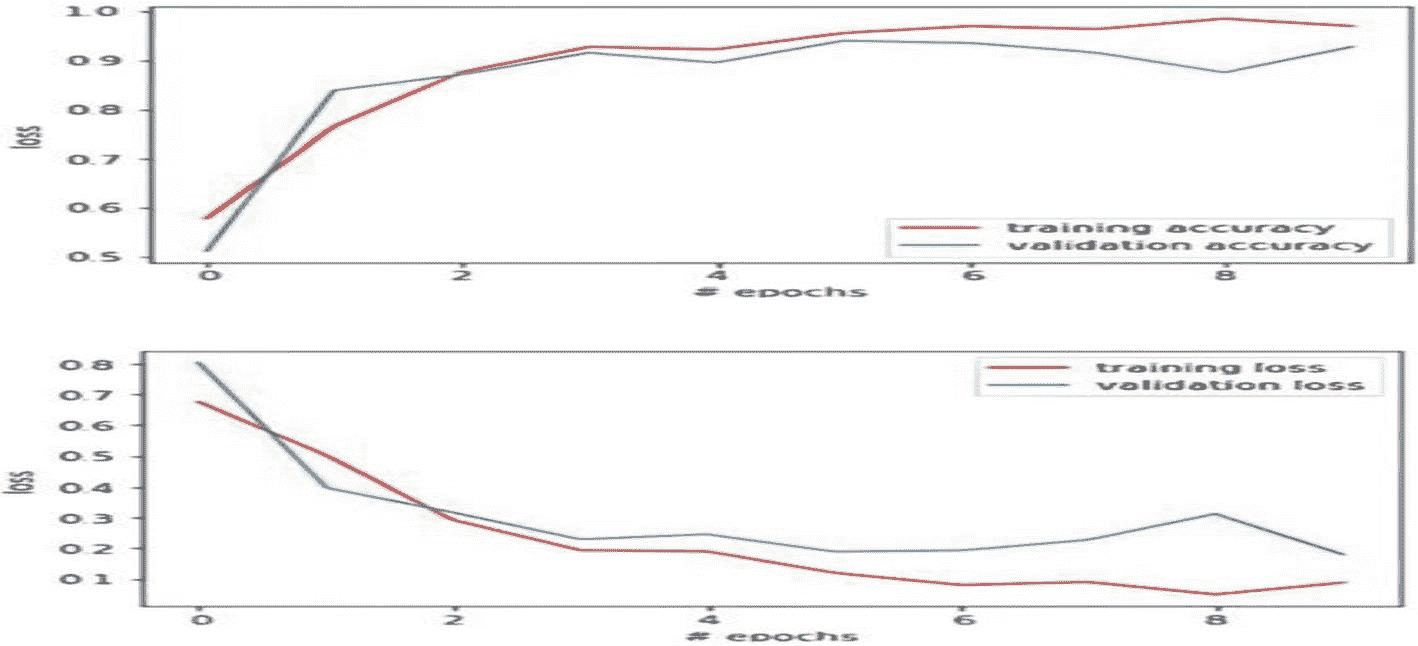 1.0
0.9
0.8
0.7
0.6
0.5
loss
training accuracy
validation accuracy
0 2 4 6 8
# epochs
0.8
0.7
0.6
0.5
0.4
0.3
0.2
0.1
loss
training loss
validation loss
0 2 4 6 8
# epochs